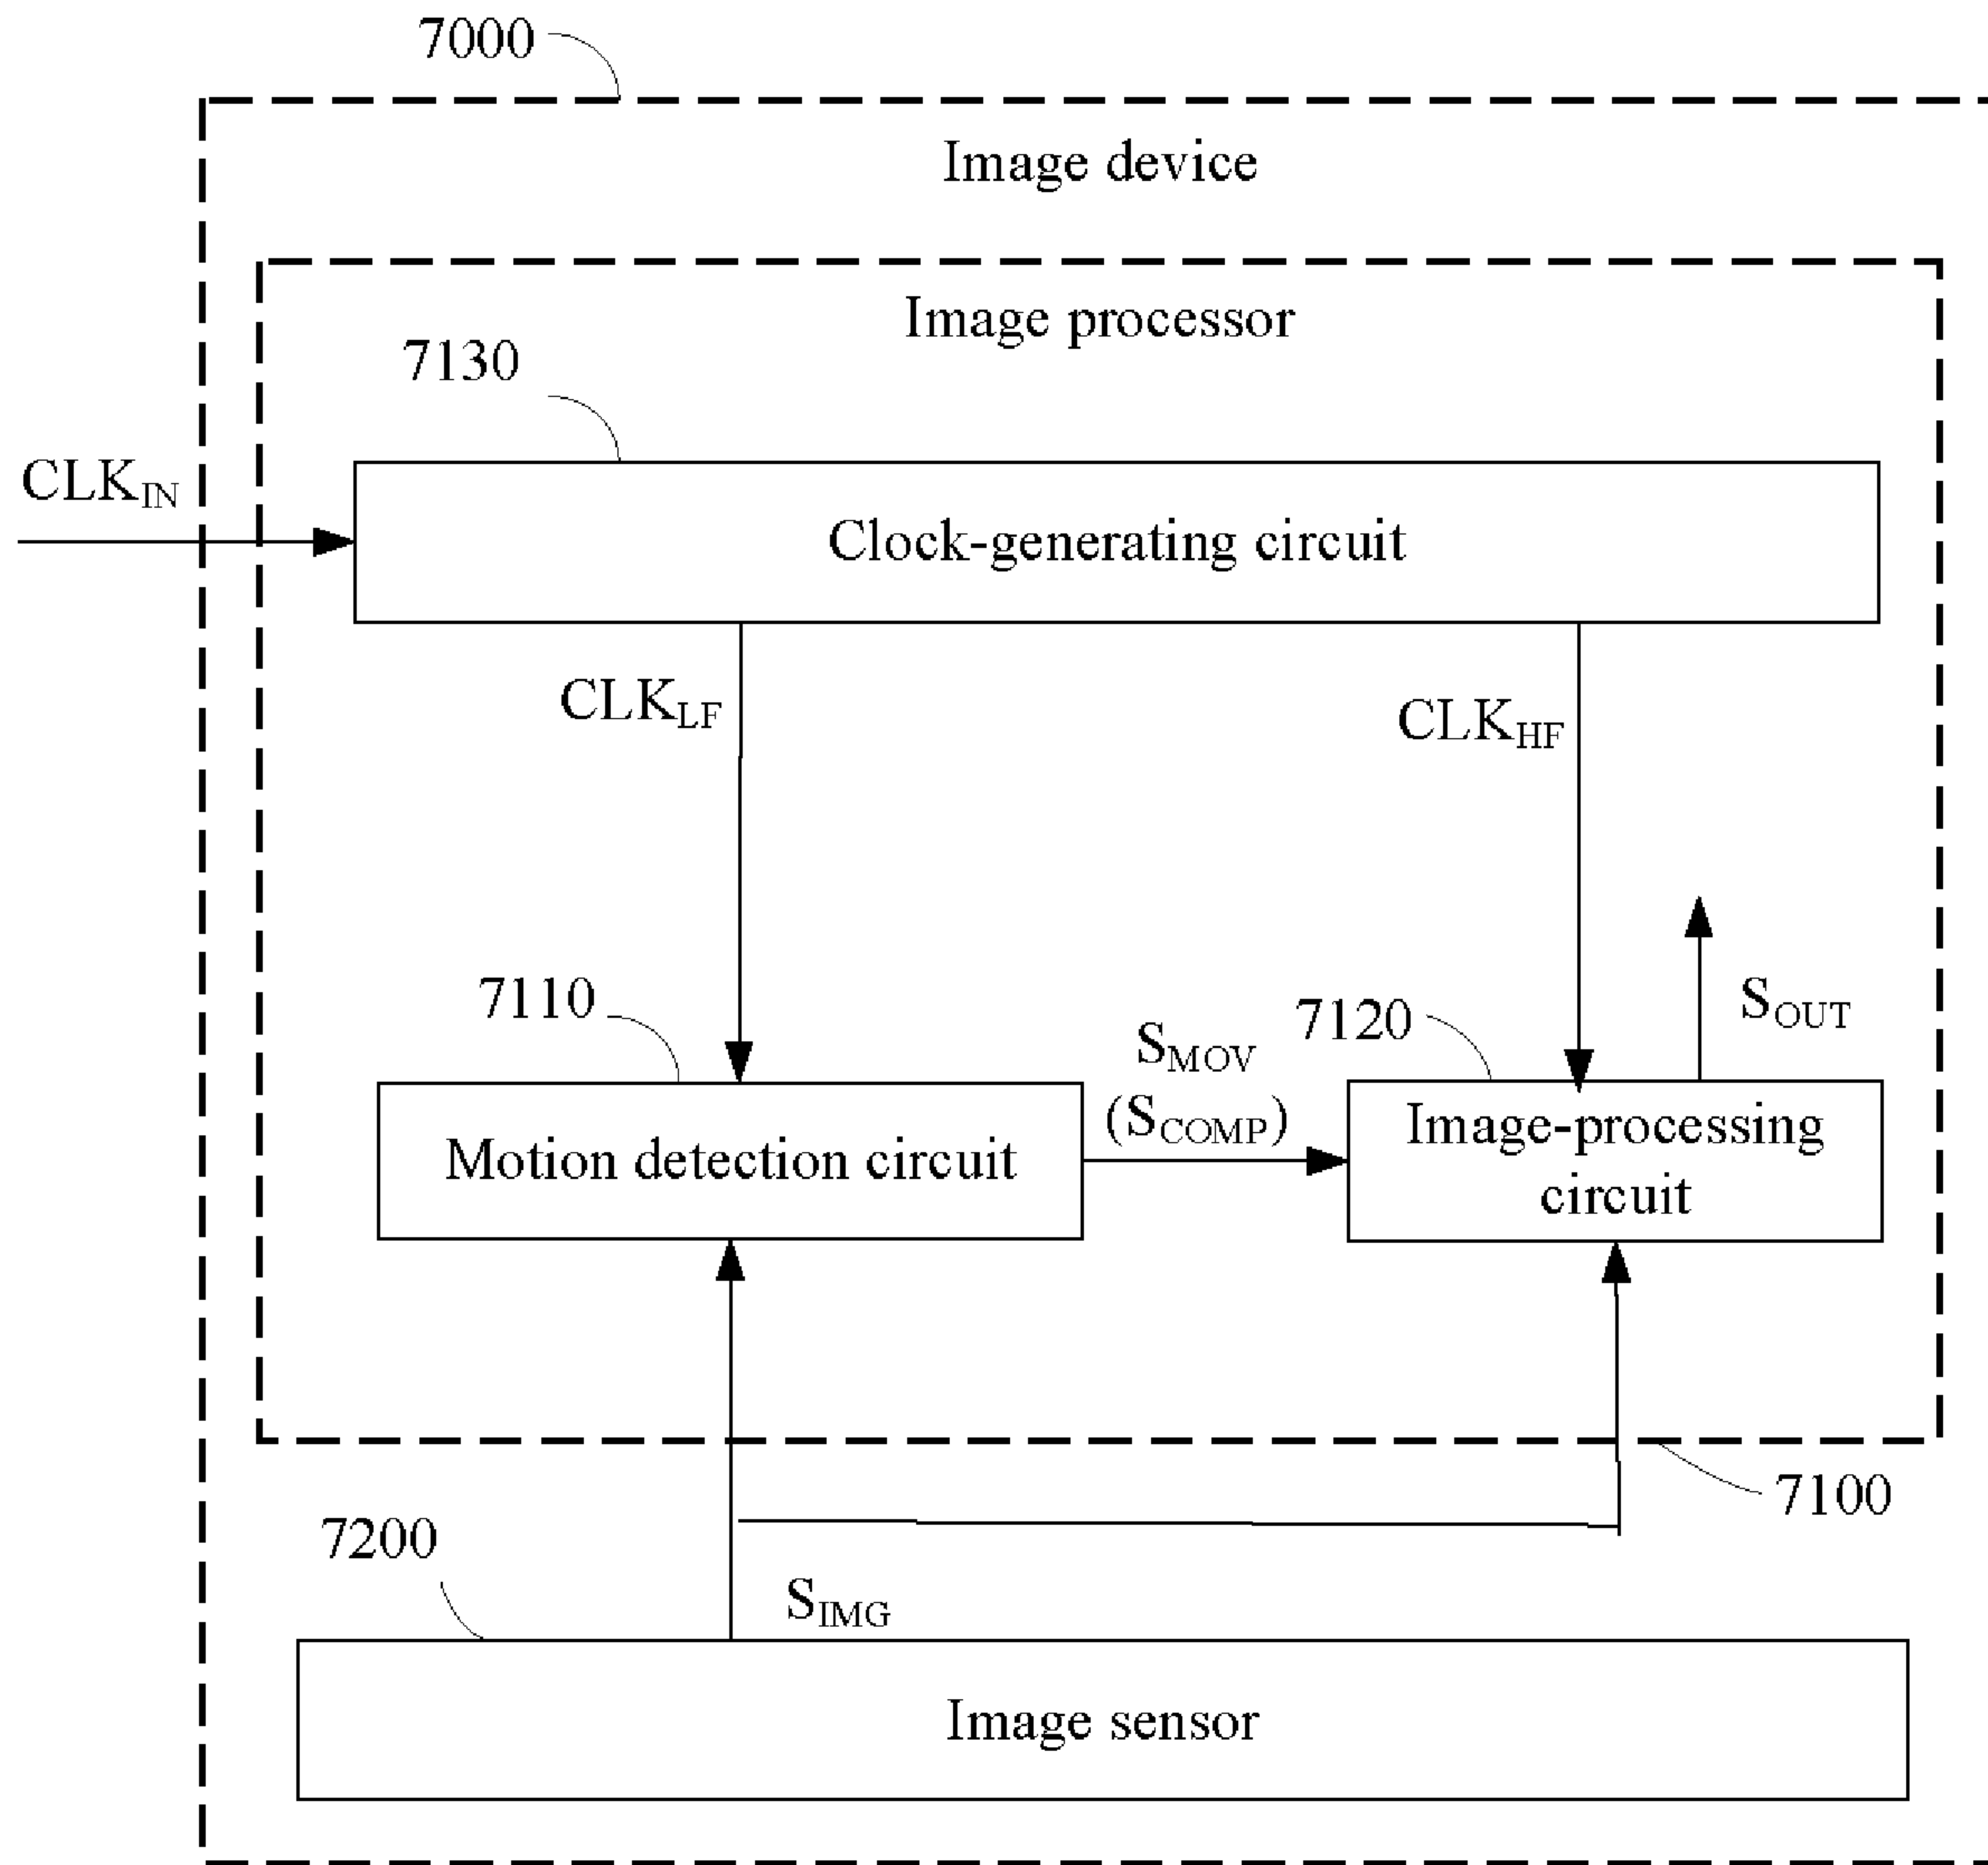 7000
Image device
Image processor
7130
CLKIN
Clock-generating circuit
CLKLF
CLKHF
7110
SMOV
(SCOMP)
7120
SOUT
Motion detection circuit
Image-processing
circuit
7100
7200
SIMG
Image sensor